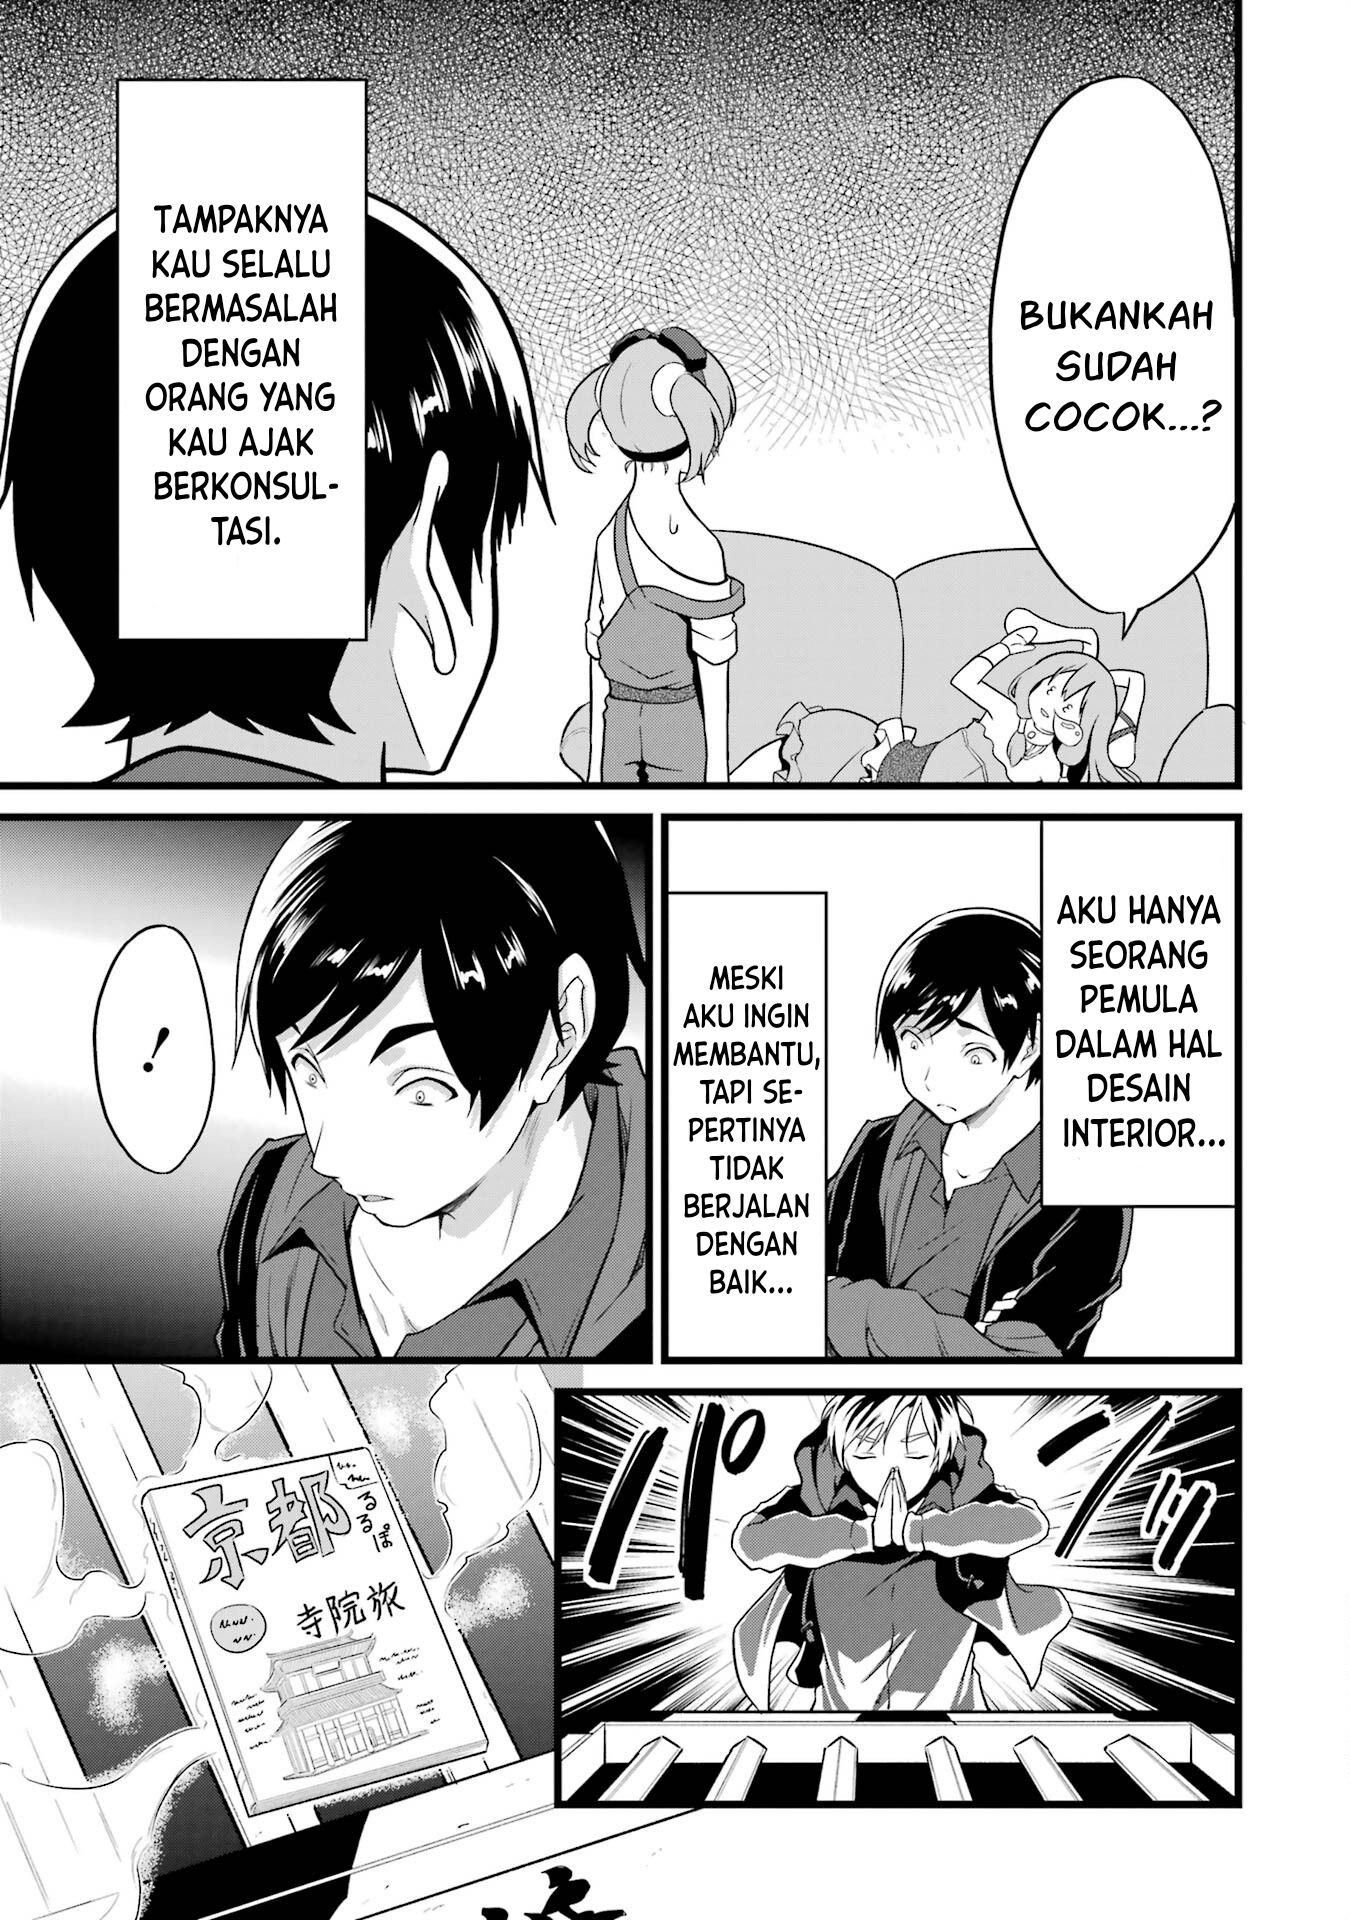 BUKANKAH
SUDAH
COCOK...?
TAMPAKNYA
KAU SELALU
BERMASALAH
DENGAN
ORANG YANG
KAU AJAK
BERKONSUL-
TASI.
AKU HANYA
SEORANG
PEMULA
DALAM HAL
DESAIN
INTERIOR...
MESKI
AKU INGIN
MEMBANTU,
TAPI SE-
PERTINYA
TIDAK
BERJALAN
DENGAN
BAIK...
!
パン
京都
るるぽ
寺院旅